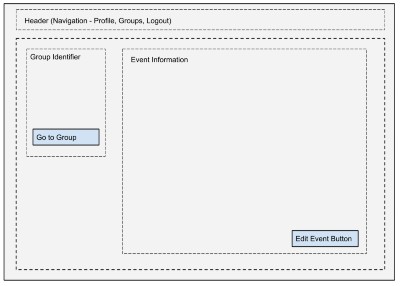 Header (Navigation - Profile, Groups, Logout)
Group Identifier
Event Information
Go to Group
Edit Event Button